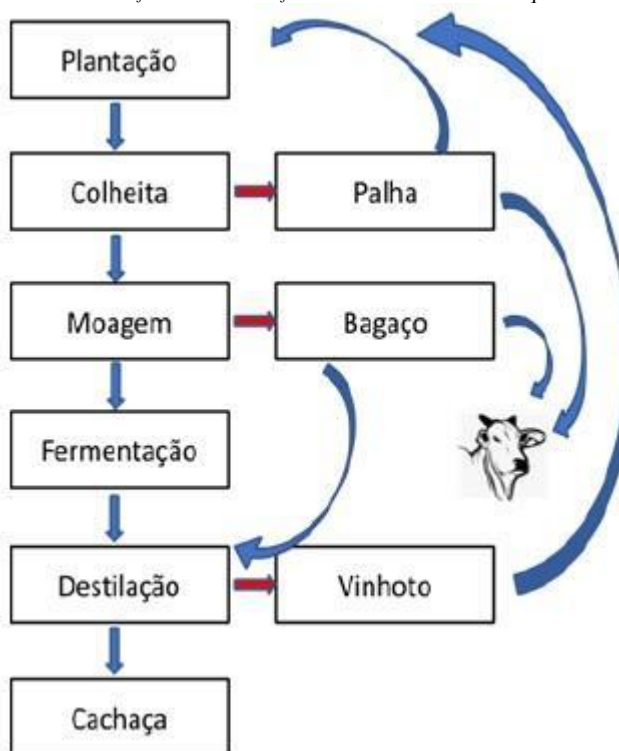 Plantação
Colheita
Palha
Moagem
Bagaço
Fermentação
Destilação
Vinhoto
Cachaça